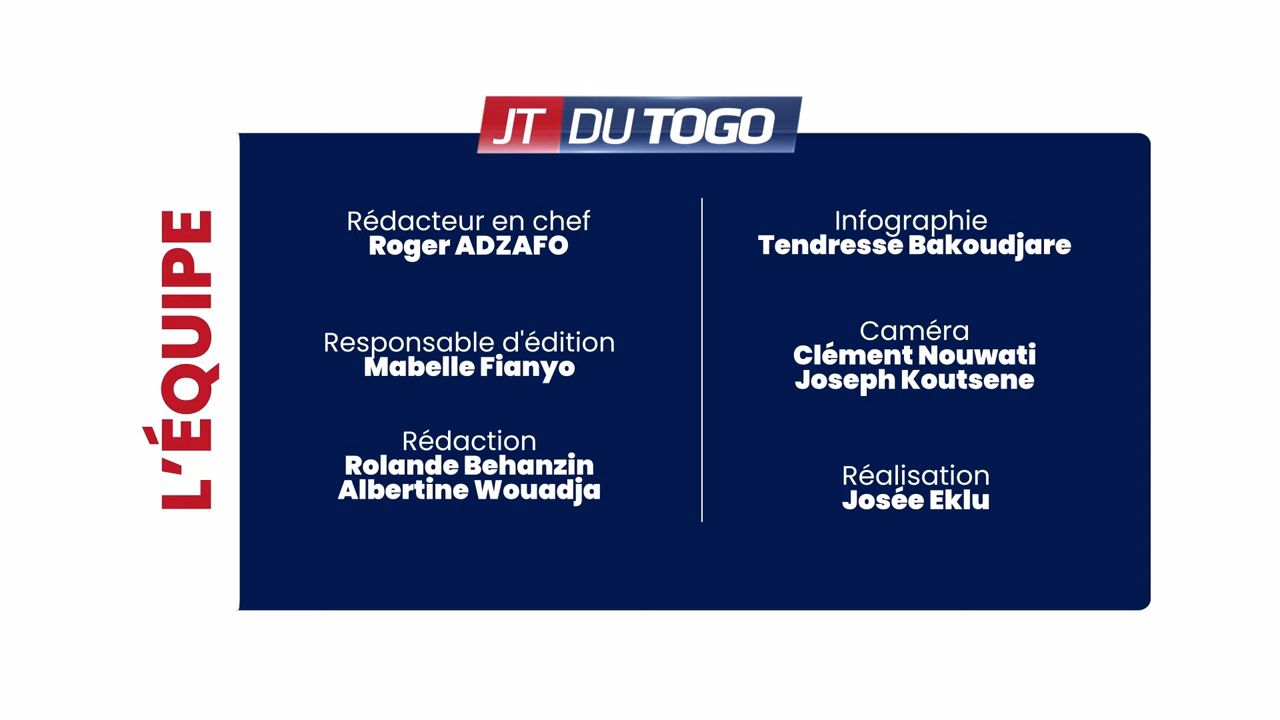 JT DU TOGO
L'ÉQUIPE
Rédacteur en chef
Roger ADZAFO
Responsable d'édition
Mabelle Fianyo
Rédaction
Rolande Behanzin
Albertine Wouadja
Infographie
Tendresse Bakoudjare
Caméra
Clément Nouwati
Joseph Koutsene
Réalisation
Josée Eklu